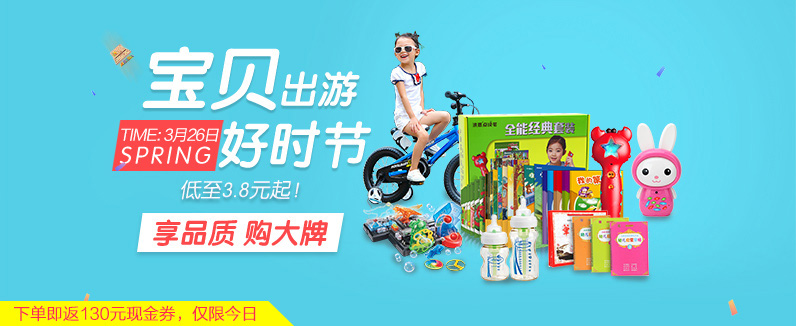 宝贝出游
TIME: 3月26日
SPRING
好时节
低至3.8元起!
享品质 购大牌
下单即返130元现金券，仅限今日
全能经典套装